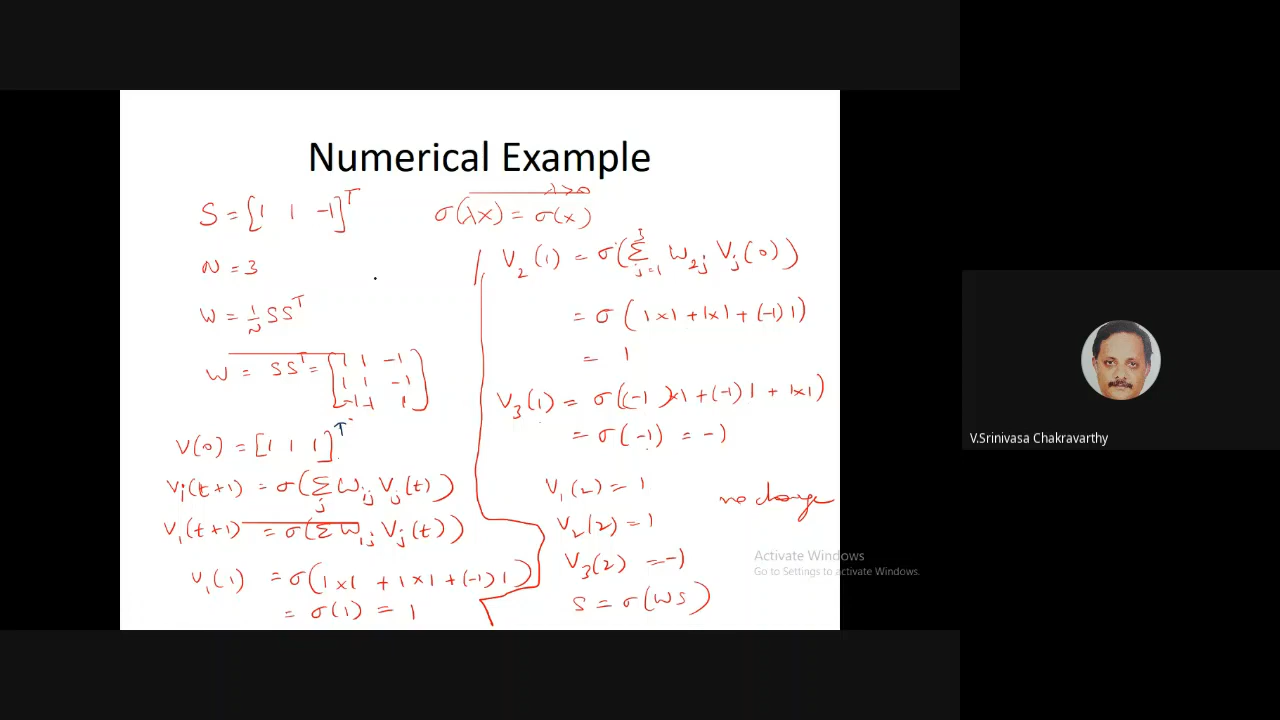 Numerical Example
S = [1 1 -1]^T
N = 3
W = 1/N SS^T
W = SS^T = [1 1 -1
1 1 -1
-1 -1 1]
V(0) = [1 1 1]^T
Vi(t+1) = σ(Σ_j W_ij V_j(t))
V_1(t+1) = σ(Σ W_1j V_j(t))
V_1(1) = σ(1×1 + 1×1 + (-1)1)
= σ(1) = 1
λ>0
σ(λx) = σ(x)
V_2(1) = σ(Σ_{j=1}^3 W_2j V_j(0))
= σ(1×1 + 1×1 + (-1)1)
= 1
V_3(1) = σ((-1)×1 + (-1)1 + 1×1)
= σ(-1) = -1
V_1(2) = 1
no change
V_2(2) = 1
V_3(2) = -1
S = σ(WS)
Activate Windows
Go to Settings to activate Windows.
V.Srinivasa Chakravarthy